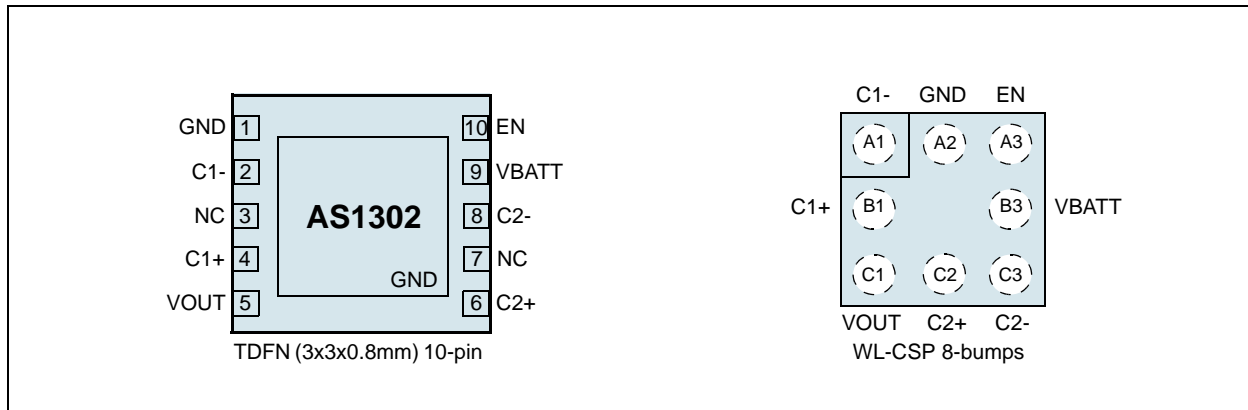 GND 1
C1- 2
NC 3
C1+ 4
VOUT 5
AS1302
GND
10 EN
9 VBATT
8 C2-
7 NC
6 C2+
TDFN (3x3x0.8mm) 10-pin
C1- GND EN
A1 A2 A3
C1+ B1 B3 VBATT
C1 C2 C3
VOUT C2+ C2-
WL-CSP 8-bumps